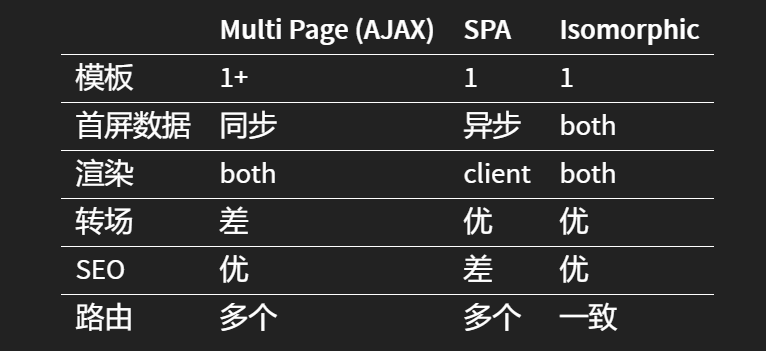 Multi Page (AJAX) SPA Isomorphic
模板 1+ 1 1
首屏数据 同步 异步 both
渲染 both client both
转场 差 优 优
SEO 优 差 优
路由 多个 多个 一致